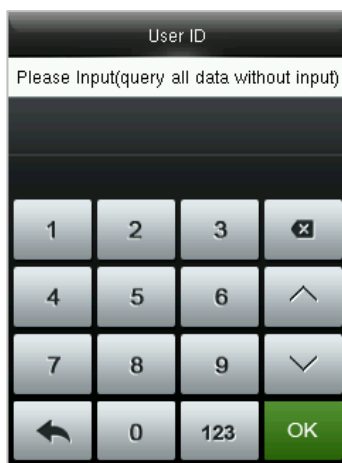 User ID
Please Input(query all data without input)
1 2 3
4 5 6
7 8 9
0 123 OK